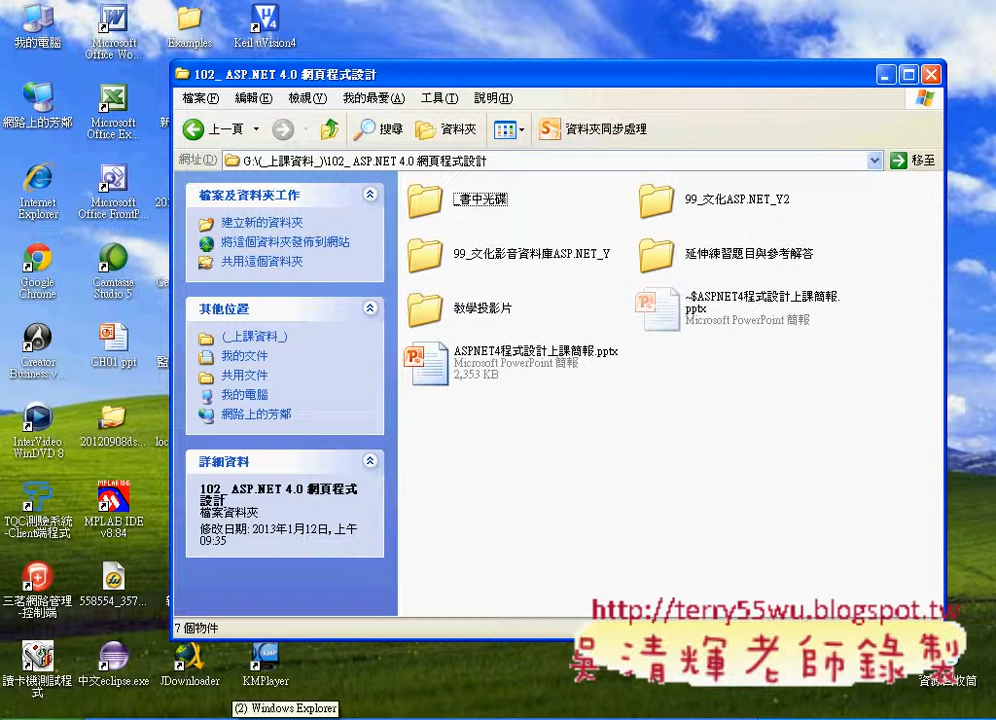 我的電腦
Microsoft
Office Wo...
Examples
Keil uVision4
網路上的芳鄰
Microsoft
Office Ex...
新
Internet
Explorer
Microsoft
Office FrontP...
20
Google
Chrome
Camtasia
Studio 5
Ce
Creator
Business v...
CH01.ppt
InterVideo
WinDVD 8
20120908ds...
loc
TQC測驗系統
-Client端程式
MPLAB IDE
MPLAB IDE
v8.84
三茗網路管理
-控制端
558554_357...
讀卡機測試程
式
中文eclipse.exe
JDownloader
KMP
KMPlayer
資源回收筒
102_ ASP.NET 4.0 網頁程式設計
檔案(F) 編輯(E) 檢視(V) 我的最愛(A) 工具(T) 說明(H)
上一頁 搜尋 資料夾 資料夾同步處理
網址(D) G:\(_上課資料_)\102_ ASP.NET 4.0 網頁程式設計 移至
檔案及資料夾工作
建立新的資料夾
將這個資料夾發佈到網站
共用這個資料夾
其他位置
(_上課資料_)
我的文件
共用文件
我的電腦
網路上的芳鄰
詳細資料
102_ ASP.NET 4.0 網頁程式
設計
檔案資料夾
修改日期: 2013年1月12日, 上午
09:35
_書中光碟
99_文化ASP.NET_Y2
99_文化影音資料庫ASP.NET_Y
延伸練習題目與參考解答
教學投影片
~$ASPNET4程式設計上課簡報.
pptx
Microsoft PowerPoint 簡報
ASPNET4程式設計上課簡報.pptx
Microsoft PowerPoint 簡報
2,353 KB
7 個物件
http://terry55wu.blogspot.tw
吳清輝老師錄製
(2) Windows Explorer